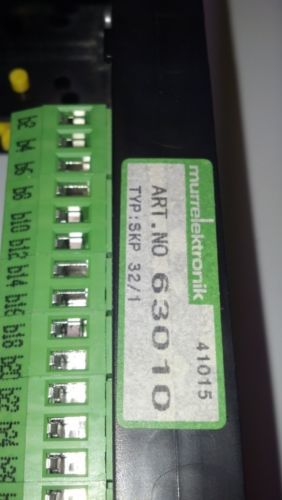 murrelektronik
41015
ART.NO 63010
TYP:SKP 32/1
b2
b4
b6
b8
b10
b12
b14
b16
b18
b20
b22
b24
b26